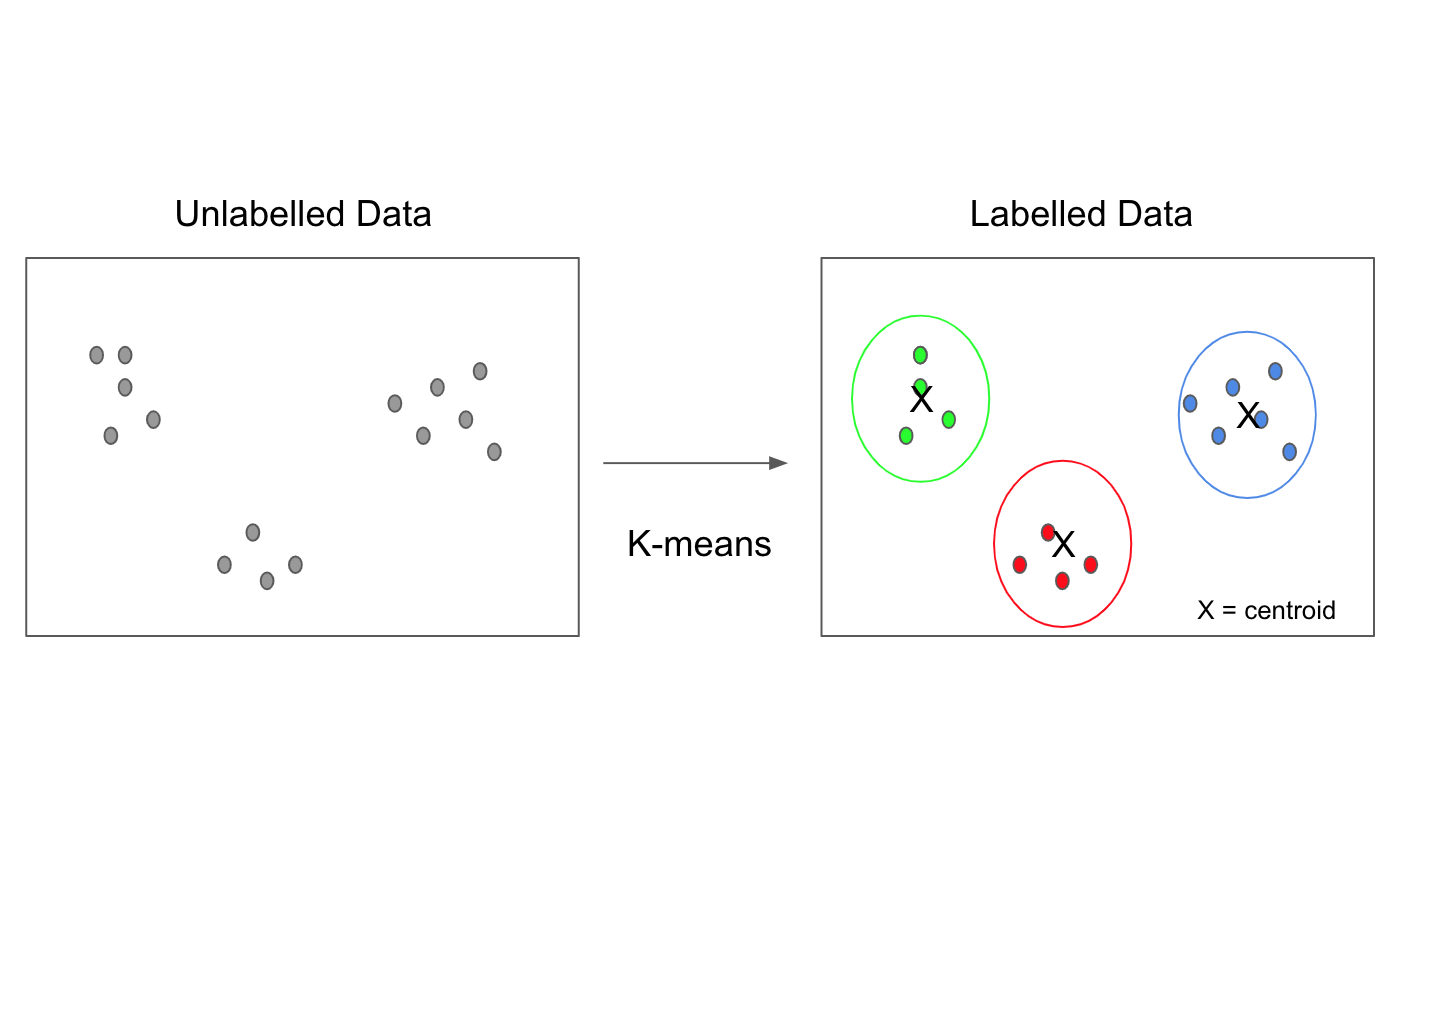 Unlabelled Data
Labelled Data
K-means
X
X
X
X = centroid